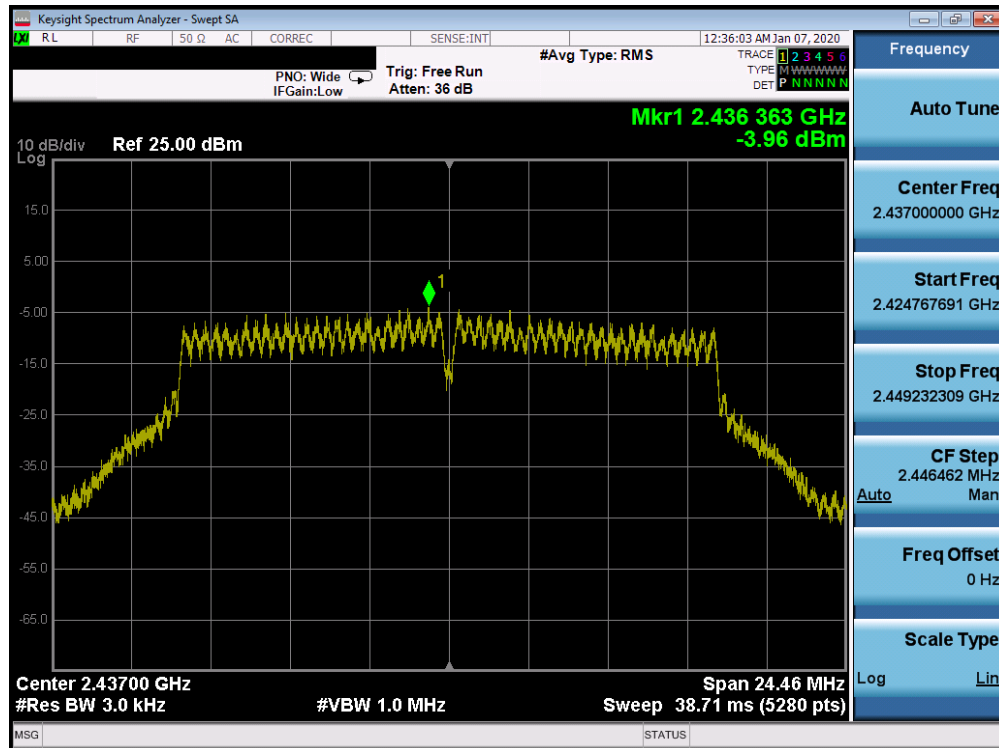 Keysight Spectrum Analyzer - Swept SA
LXI RL RF 50 Ω AC CORREC SENSE:INT 12:36:03 AM Jan 07, 2020
#Avg Type: RMS TRACE 1 2 3 4 5 6
PNO: Wide Trig: Free Run TYPE M WWWWW
IFGain:Low Atten: 36 dB DET P N N N N N
Mkr1 2.436 363 GHz
-3.96 dBm
10 dB/div Ref 25.00 dBm
Log
15.0
1
5.00
-5.00
-15.0
-25.0
-35.0
-45.0
-55.0
-65.0
Center 2.43700 GHz Span 24.46 MHz
#Res BW 3.0 kHz #VBW 1.0 MHz Sweep 38.71 ms (5280 pts)
MSG STATUS
Frequency
Auto Tune
Center Freq
2.437000000 GHz
Start Freq
2.424767691 GHz
Stop Freq
2.449232309 GHz
CF Step
2.446462 MHz
Auto Man
Freq Offset
0 Hz
Scale Type
Log Lin